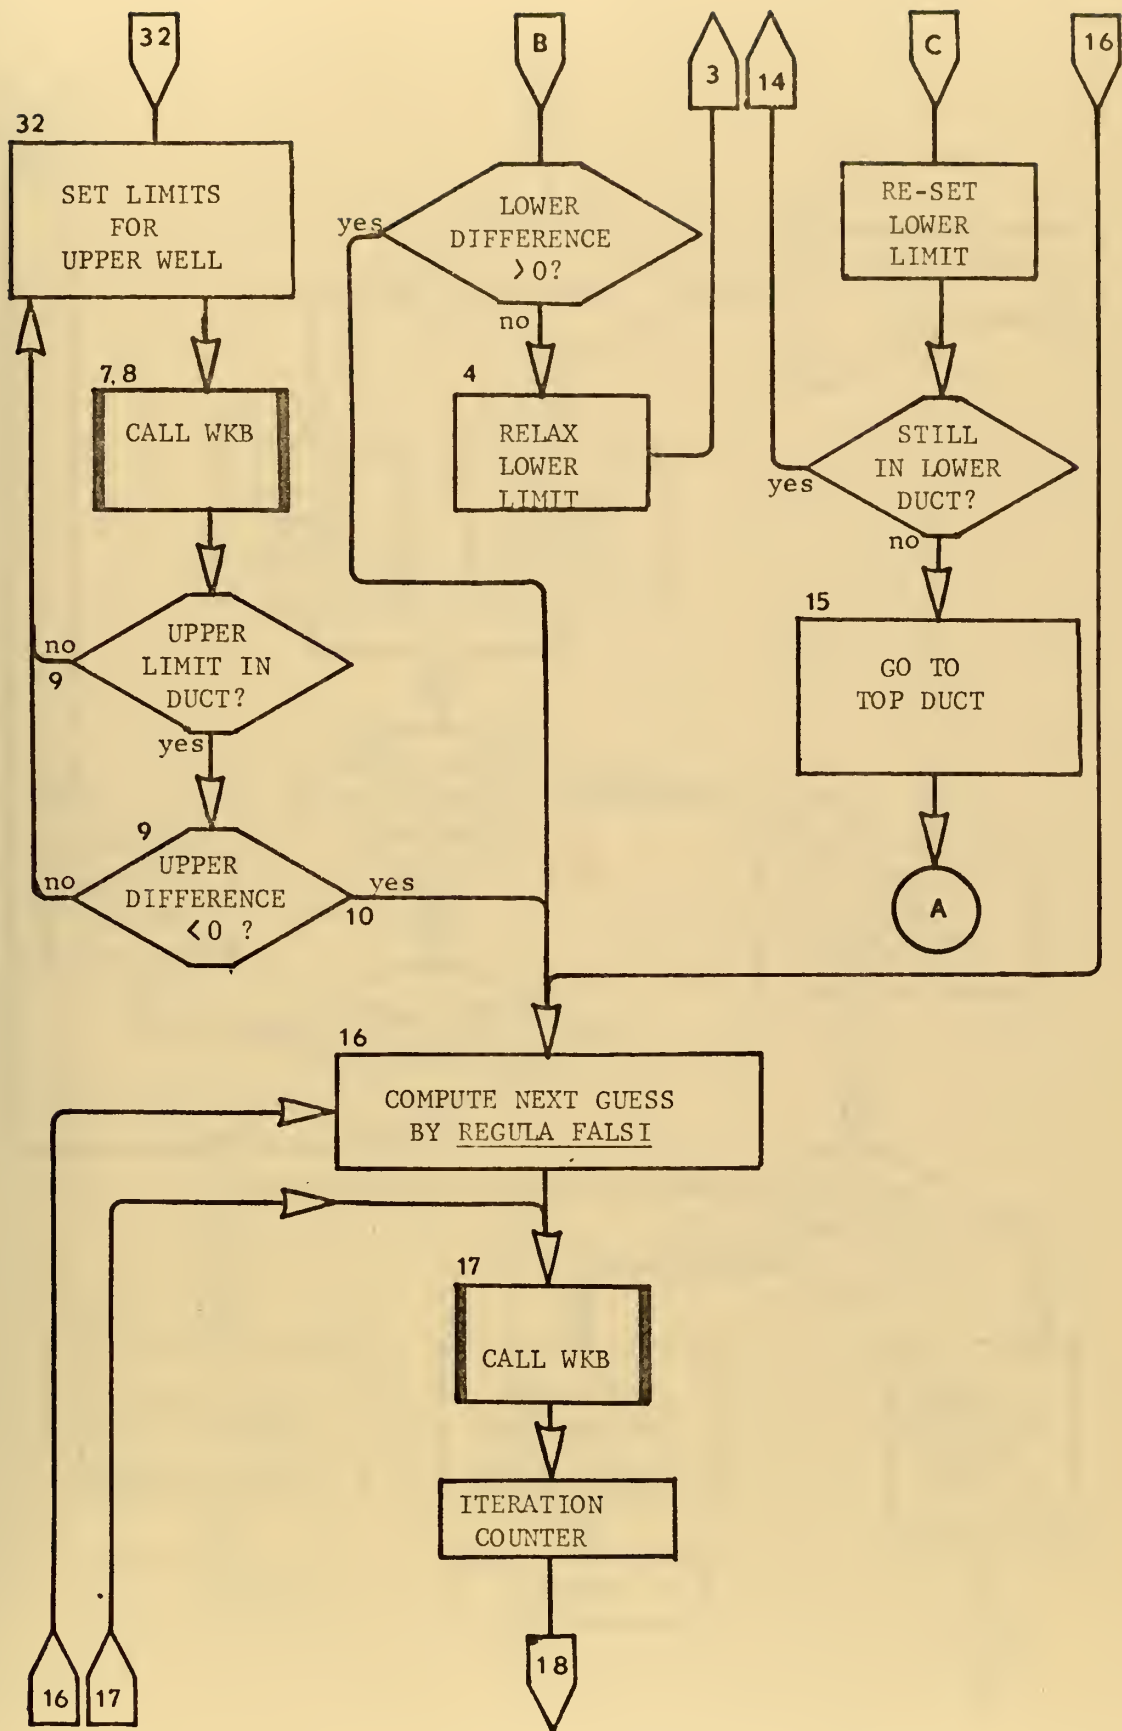 32
B
3
14
C
16
32
SET LIMITS
FOR
UPPER WELL
yes
LOWER
DIFFERENCE
>0?
no
RE-SET
LOWER
LIMIT
7,8
CALL WKB
4
RELAX
LOWER
LIMIT
STILL
IN LOWER
DUCT?
yes
no
UPPER
LIMIT IN
DUCT?
no
9
yes
15
GO TO
TOP DUCT
9
UPPER
DIFFERENCE
<0 ?
no
yes
10
A
16
COMPUTE NEXT GUESS
BY REGULA FALSI
17
CALL WKB
ITERATION
COUNTER
16
17
18